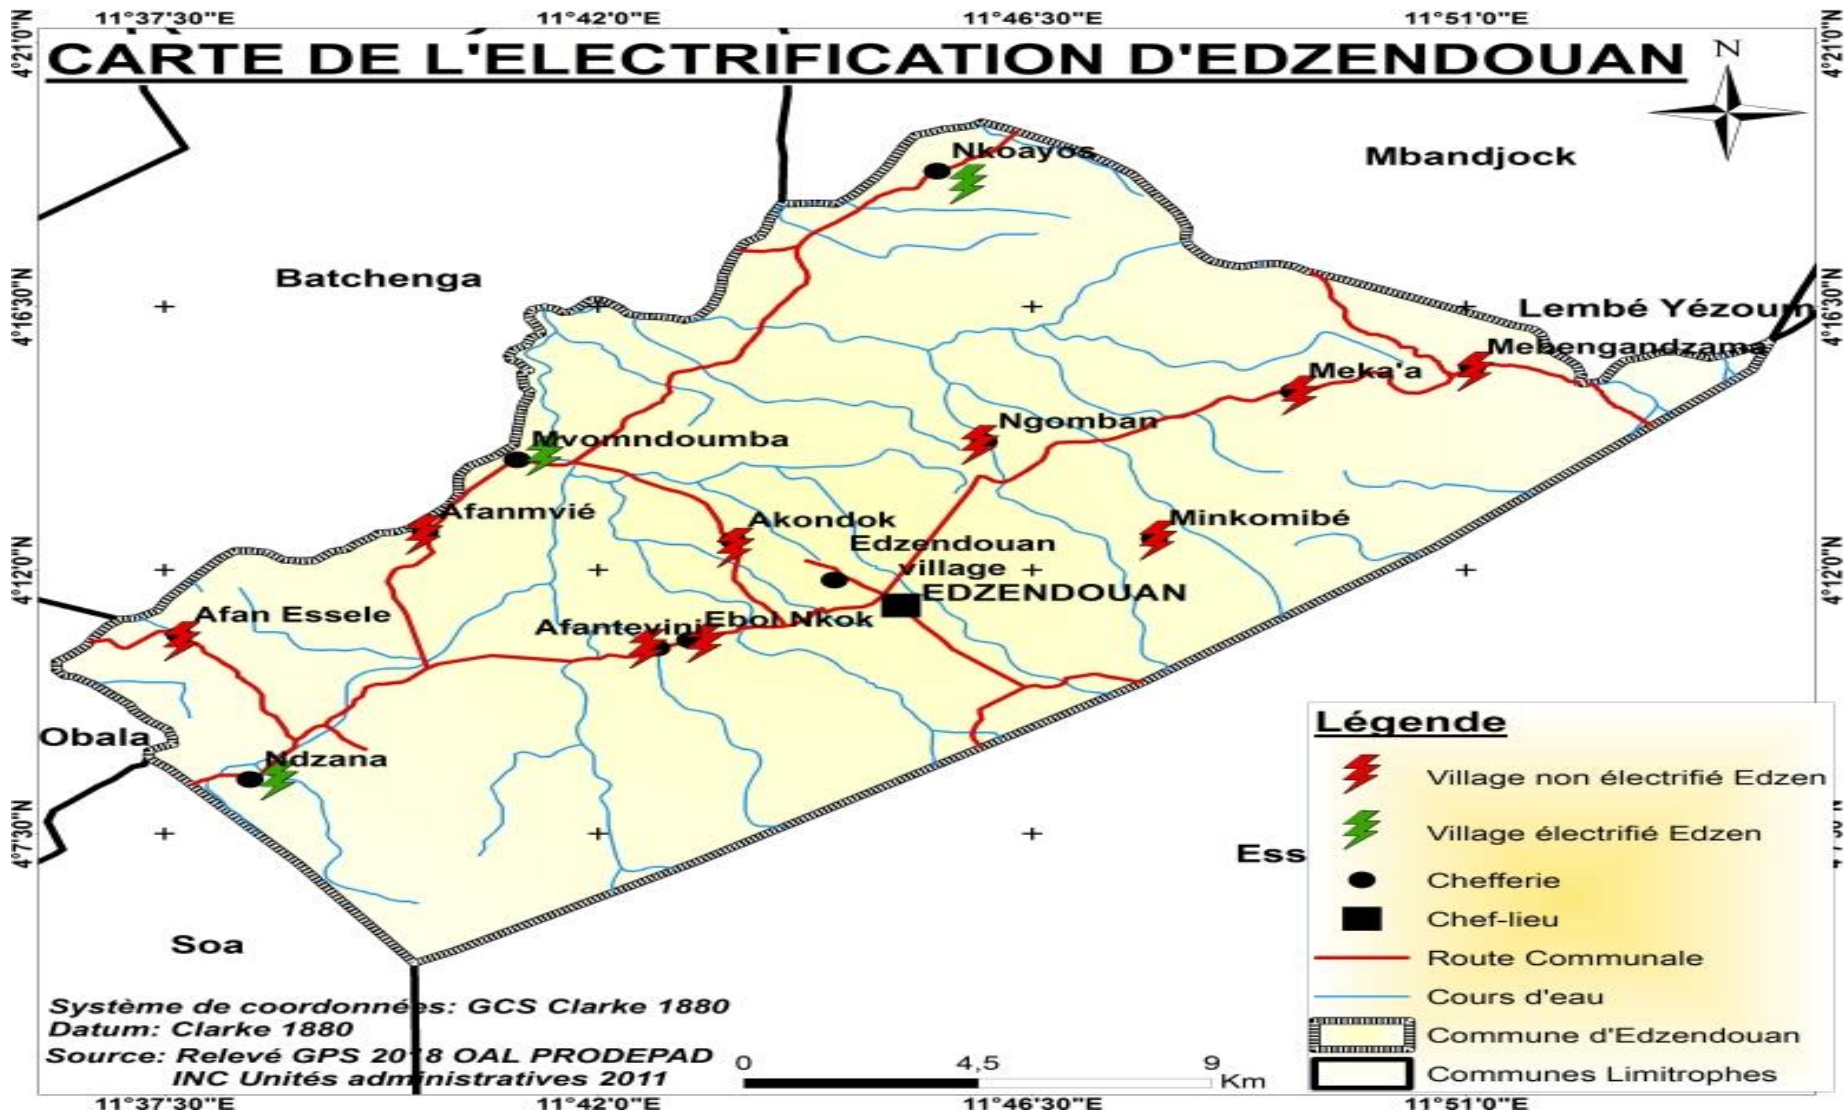 11°37'30"E 11°42'0"E 11°46'30"E 11°51'0"E
4°21'0"N 4°21'0"N
CARTE DE L'ELECTRIFICATION D'EDZENDOUAN
N
Nkoayos
Mbandjock
Batchenga
4°16'30"N 4°16'30"N
Lembé Yézoum
Mebengandzama
Meka'a
Ngomban
Mvomndoumba
Afanmvié
Akondok
Minkomibé
Edzendouan
village
4°12'0"N 4°12'0"N
EDZENDOUAN
Afan Essele
Afantevini
Ebol Nkok
Obala
Ndzana
4°7'30"N
Ess
Soa
Légende
Village non électrifié Edzen
Village électrifié Edzen
Chefferie
Chef-lieu
Route Communale
Cours d'eau
Commune d'Edzendouan
Communes Limitrophes
Système de coordonnées: GCS Clarke 1880
Datum: Clarke 1880
Source: Relevé GPS 2018 OAL PRODEPAD
INC Unités administratives 2011
0 4,5 9
Km
11°37'30"E 11°42'0"E 11°46'30"E 11°51'0"E